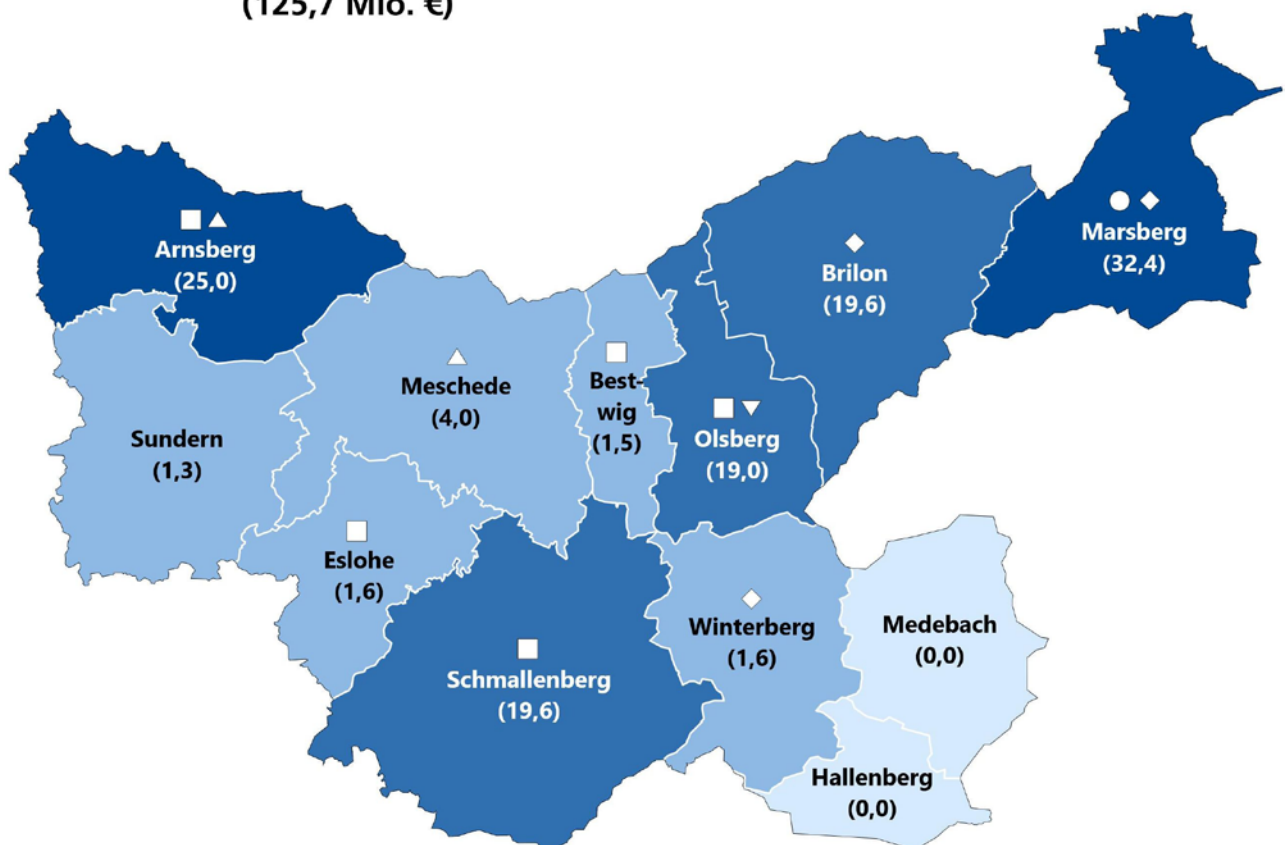 (125,7 Mio. €)
Arnsberg
(25,0)
Marsberg
(32,4)
Brilon
(19,6)
Meschede
(4,0)
Best-
wig
(1,5)
Olsberg
(19,0)
Sundern
(1,3)
Eslohe
(1,6)
Schmallenberg
(19,6)
Winterberg
(1,6)
Medebach
(0,0)
Hallenberg
(0,0)